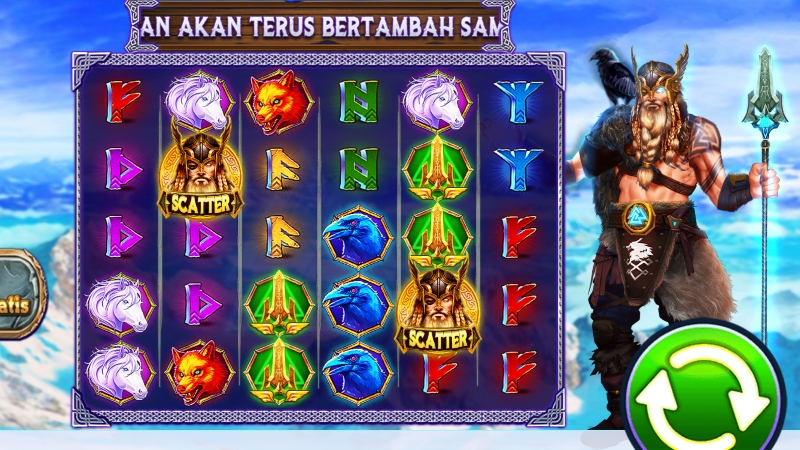 AN AKAN TERUS BERTAMBAH SAM
SCATTER
SCATTER
atis